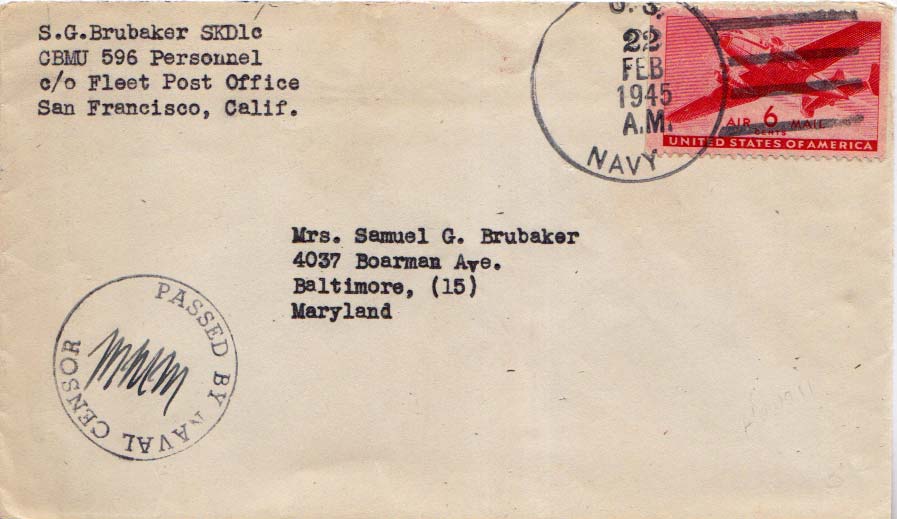 S.G.Brubaker SKD1c
CBMU 596 Personnel
c/o Fleet Post Office
San Francisco, Calif.
U.S.
22
FEB
1945
A.M.
NAVY
AIR 6 MAIL
CENTS
UNITED STATES OF AMERICA
Mrs. Samuel G. Brubaker
4037 Boarman Ave.
Baltimore, (15)
Maryland
PASSED BY NAVAL CENSOR